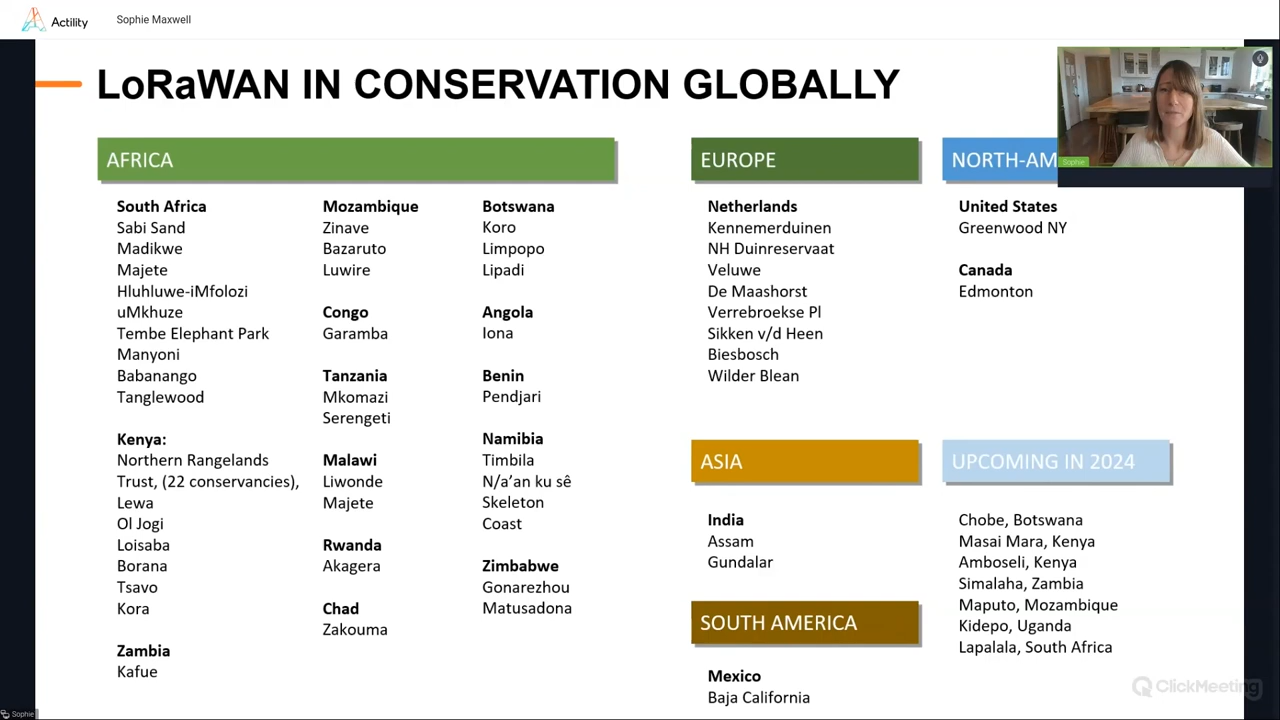 Actility
Sophie Maxwell
LoRaWAN IN CONSERVATION GLOBALLY
AFRICA
South Africa
Sabi Sand
Madikwe
Majete
Hluhluwe-iMfolozi
uMkhuze
Tembe Elephant Park
Manyoni
Babanango
Tanglewood
Kenya:
Northern Rangelands
Trust, (22 conservancies),
Lewa
Ol Jogi
Loisaba
Borana
Tsavo
Kora
Zambia
Kafue
Mozambique
Zinave
Bazaruto
Luwire
Congo
Garamba
Tanzania
Mkomazi
Serengeti
Malawi
Liwonde
Majete
Rwanda
Akagera
Chad
Zakouma
Botswana
Koro
Limpopo
Lipadi
Angola
Iona
Benin
Pendjari
Namibia
Timbila
N/a’an ku sê
Skeleton
Coast
Zimbabwe
Gonarezhou
Matusadona
EUROPE
Netherlands
Kennemerduinen
NH Duinreservaat
Veluwe
De Maashorst
Verrebroekse Pl
Sikken v/d Heen
Biesbosch
Wilder Blean
NORTH-AM
United States
Greenwood NY
Canada
Edmonton
ASIA
India
Assam
Gundalar
SOUTH AMERICA
Mexico
Baja California
UPCOMING IN 2024
Chobe, Botswana
Masai Mara, Kenya
Amboseli, Kenya
Simalaha, Zambia
Maputo, Mozambique
Kidepo, Uganda
Lapalala, South Africa
Sophie
ClickMeeting
Sophie